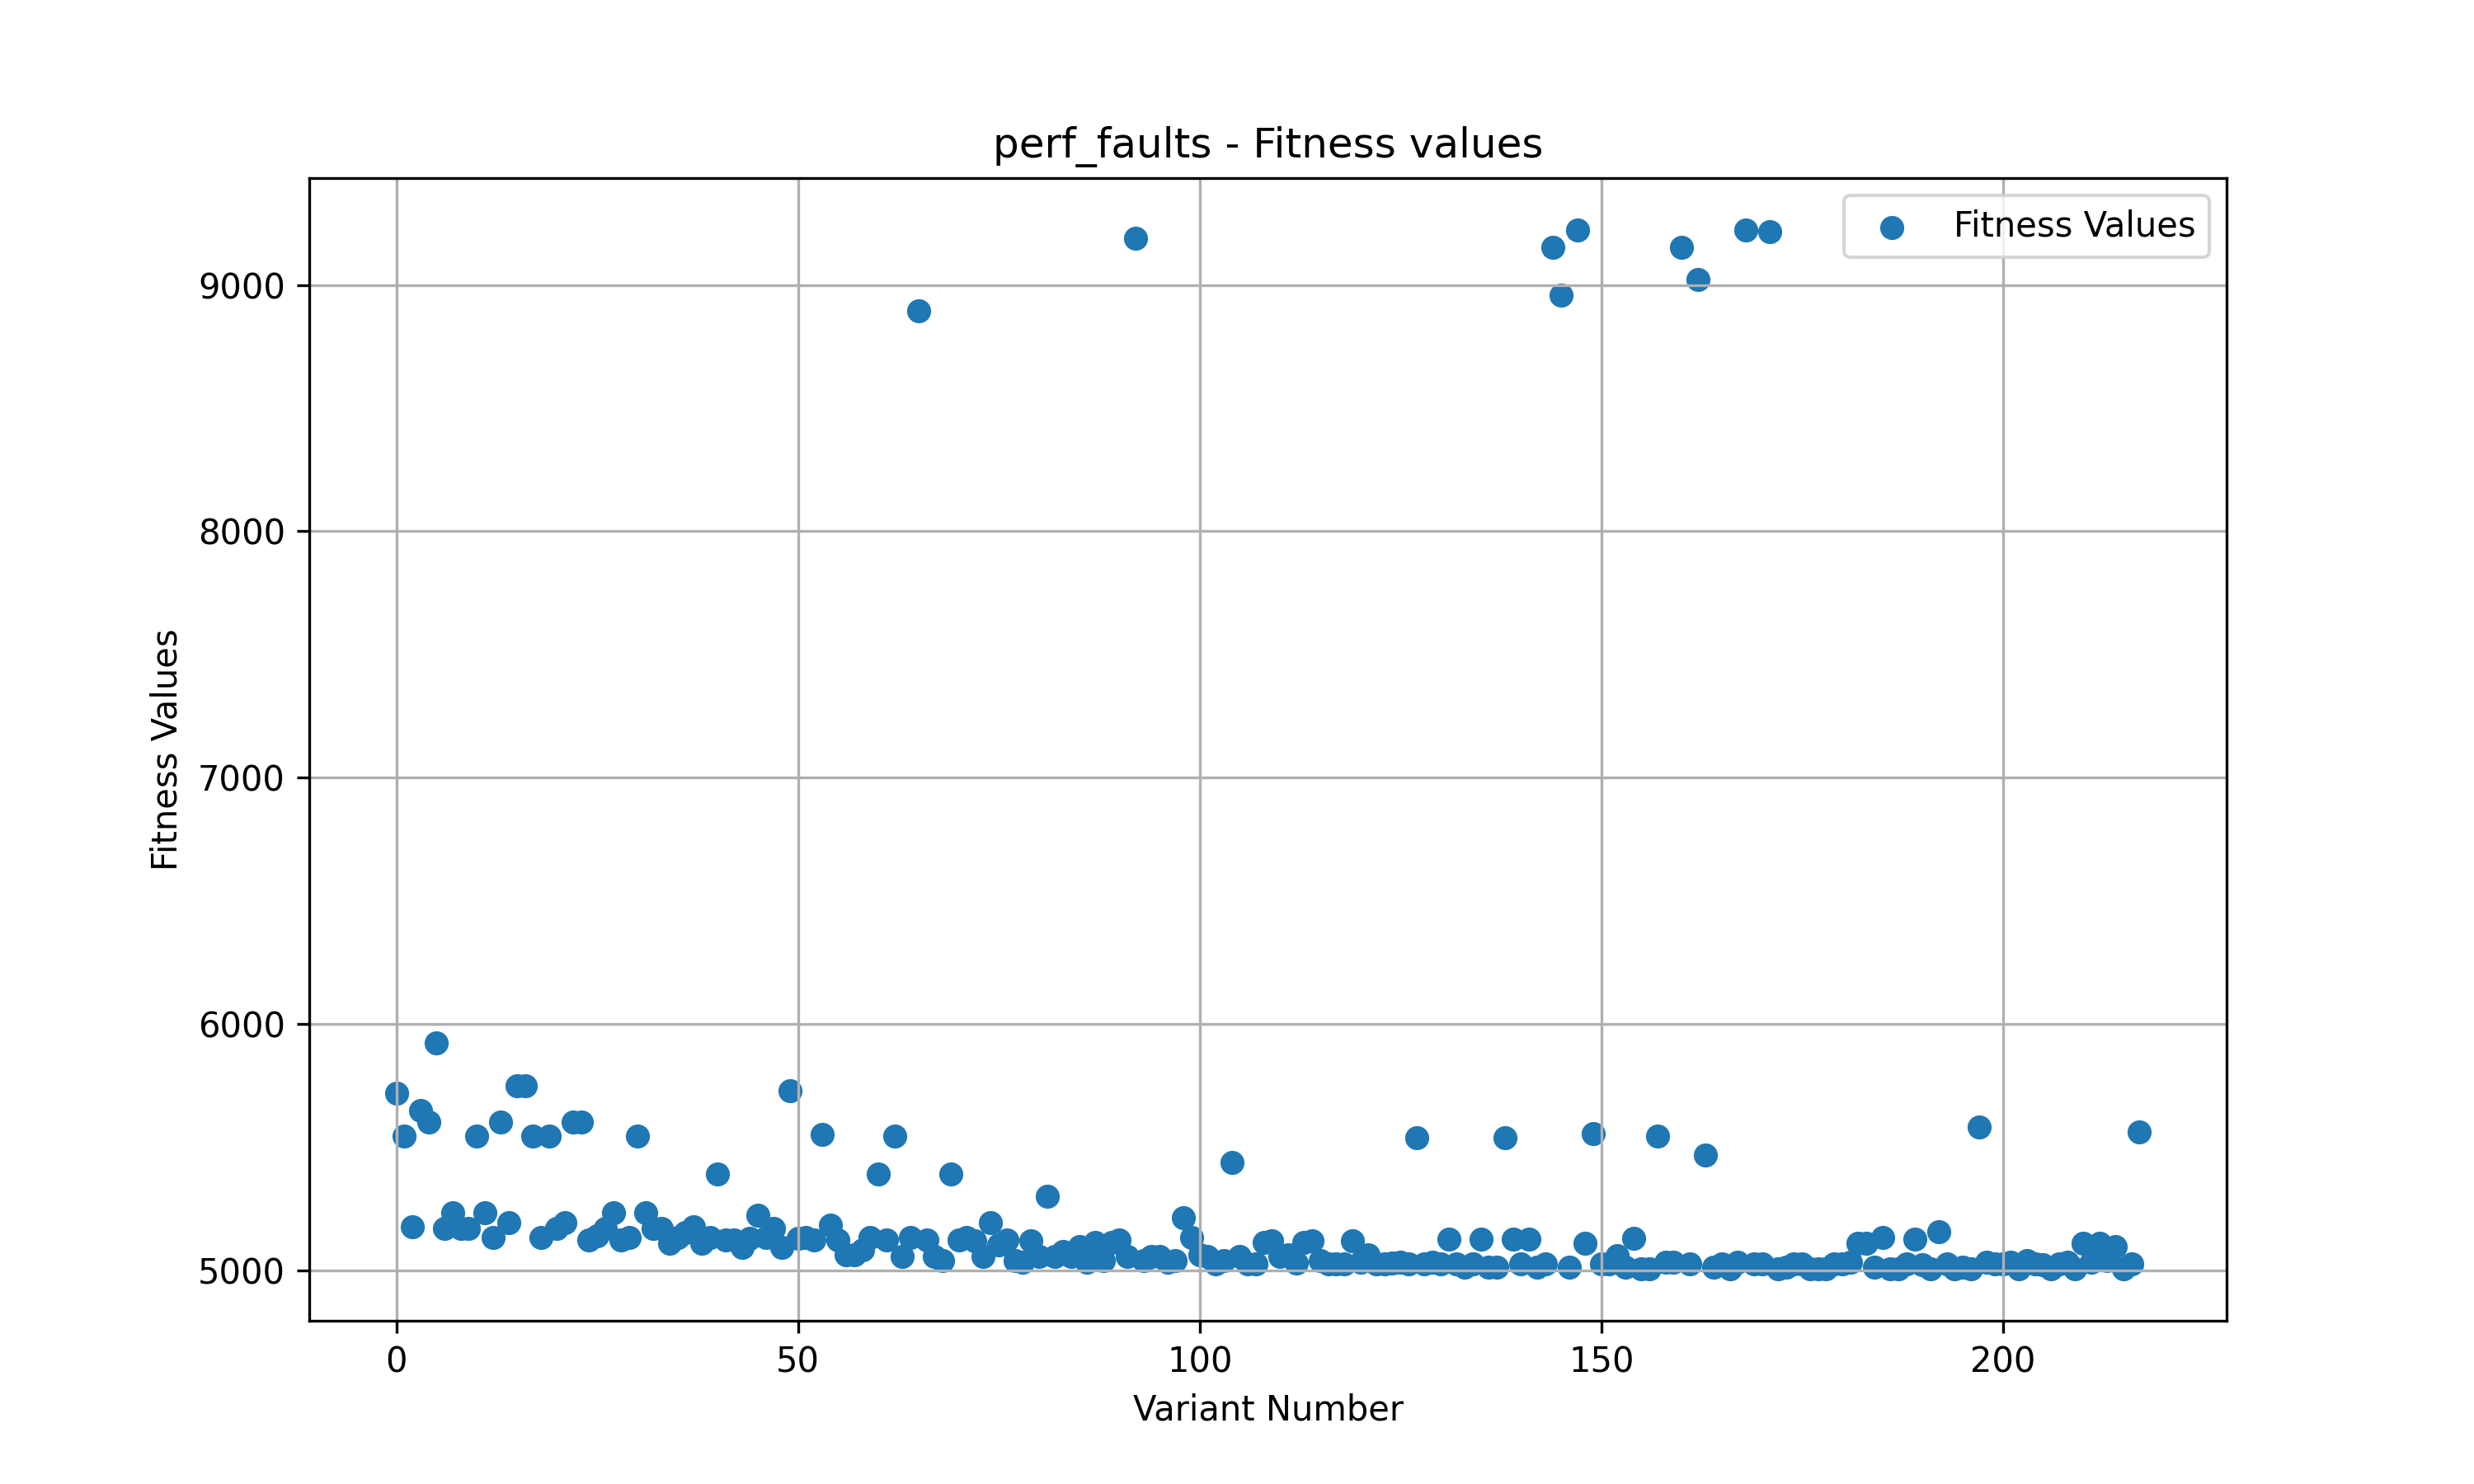 perf_faults - Fitness values
Fitness Values
9000
8000
7000
6000
5000
Fitness Values
0 50 100 150 200
Variant Number